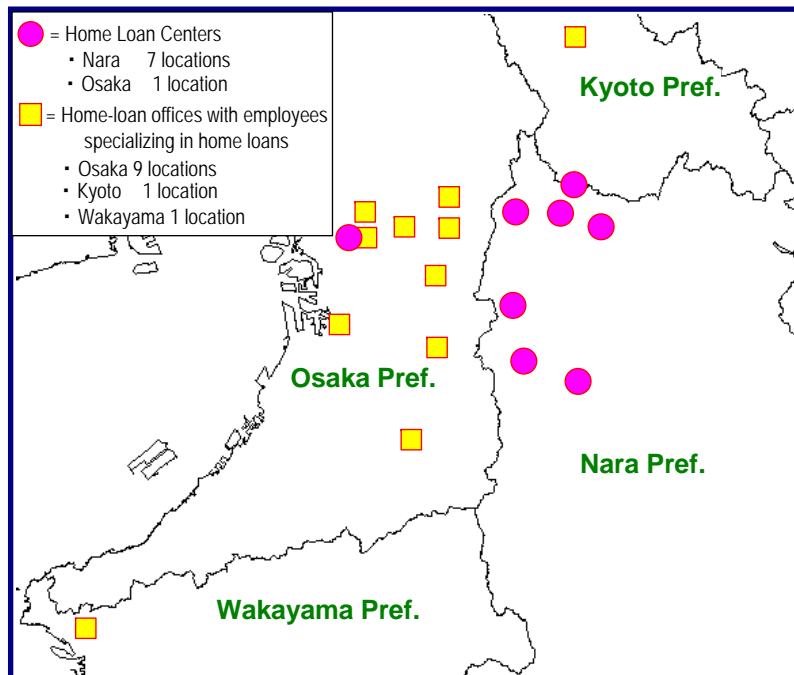 = Home Loan Centers
・ Nara 7 locations
・ Osaka 1 location
= Home-loan offices with employees
specializing in home loans
・ Osaka 9 locations
・ Kyoto 1 location
・ Wakayama 1 location
Kyoto Pref.
Osaka Pref.
Nara Pref.
Wakayama Pref.